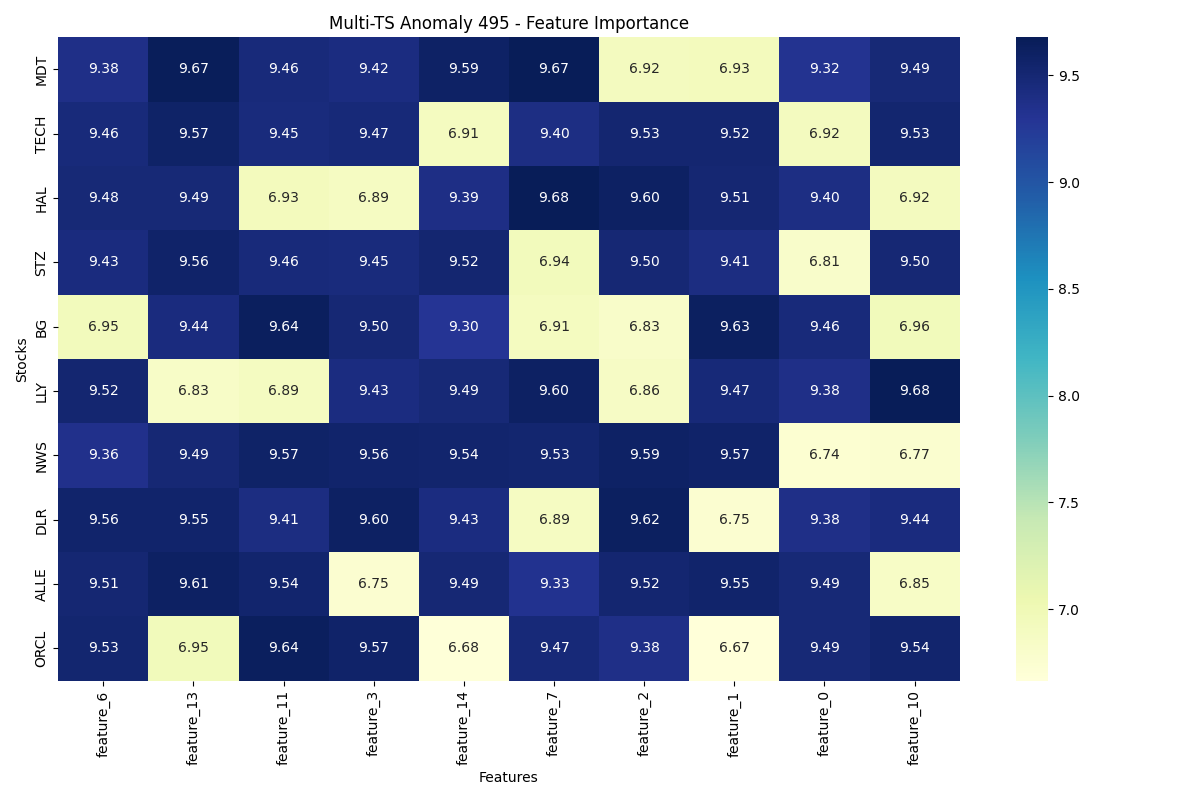 Multi-TS Anomaly 495 - Feature Importance
Stocks
MDT 9.38 9.67 9.46 9.42 9.59 9.67 6.92 6.93 9.32 9.49
TECH 9.46 9.57 9.45 9.47 6.91 9.40 9.53 9.52 6.92 9.53
HAL 9.48 9.49 6.93 6.89 9.39 9.68 9.60 9.51 9.40 6.92
STZ 9.43 9.56 9.46 9.45 9.52 6.94 9.50 9.41 6.81 9.50
BG 6.95 9.44 9.64 9.50 9.30 6.91 6.83 9.63 9.46 6.96
LLY 9.52 6.83 6.89 9.43 9.49 9.60 6.86 9.47 9.38 9.68
NWS 9.36 9.49 9.57 9.56 9.54 9.53 9.59 9.57 6.74 6.77
DLR 9.56 9.55 9.41 9.60 9.43 6.89 9.62 6.75 9.38 9.44
ALLE 9.51 9.61 9.54 6.75 9.49 9.33 9.52 9.55 9.49 6.85
ORCL 9.53 6.95 9.64 9.57 6.68 9.47 9.38 6.67 9.49 9.54
feature_6 feature_13 feature_11 feature_3 feature_14 feature_7 feature_2 feature_1 feature_0 feature_10
Features
9.5
9.0
8.5
8.0
7.5
7.0